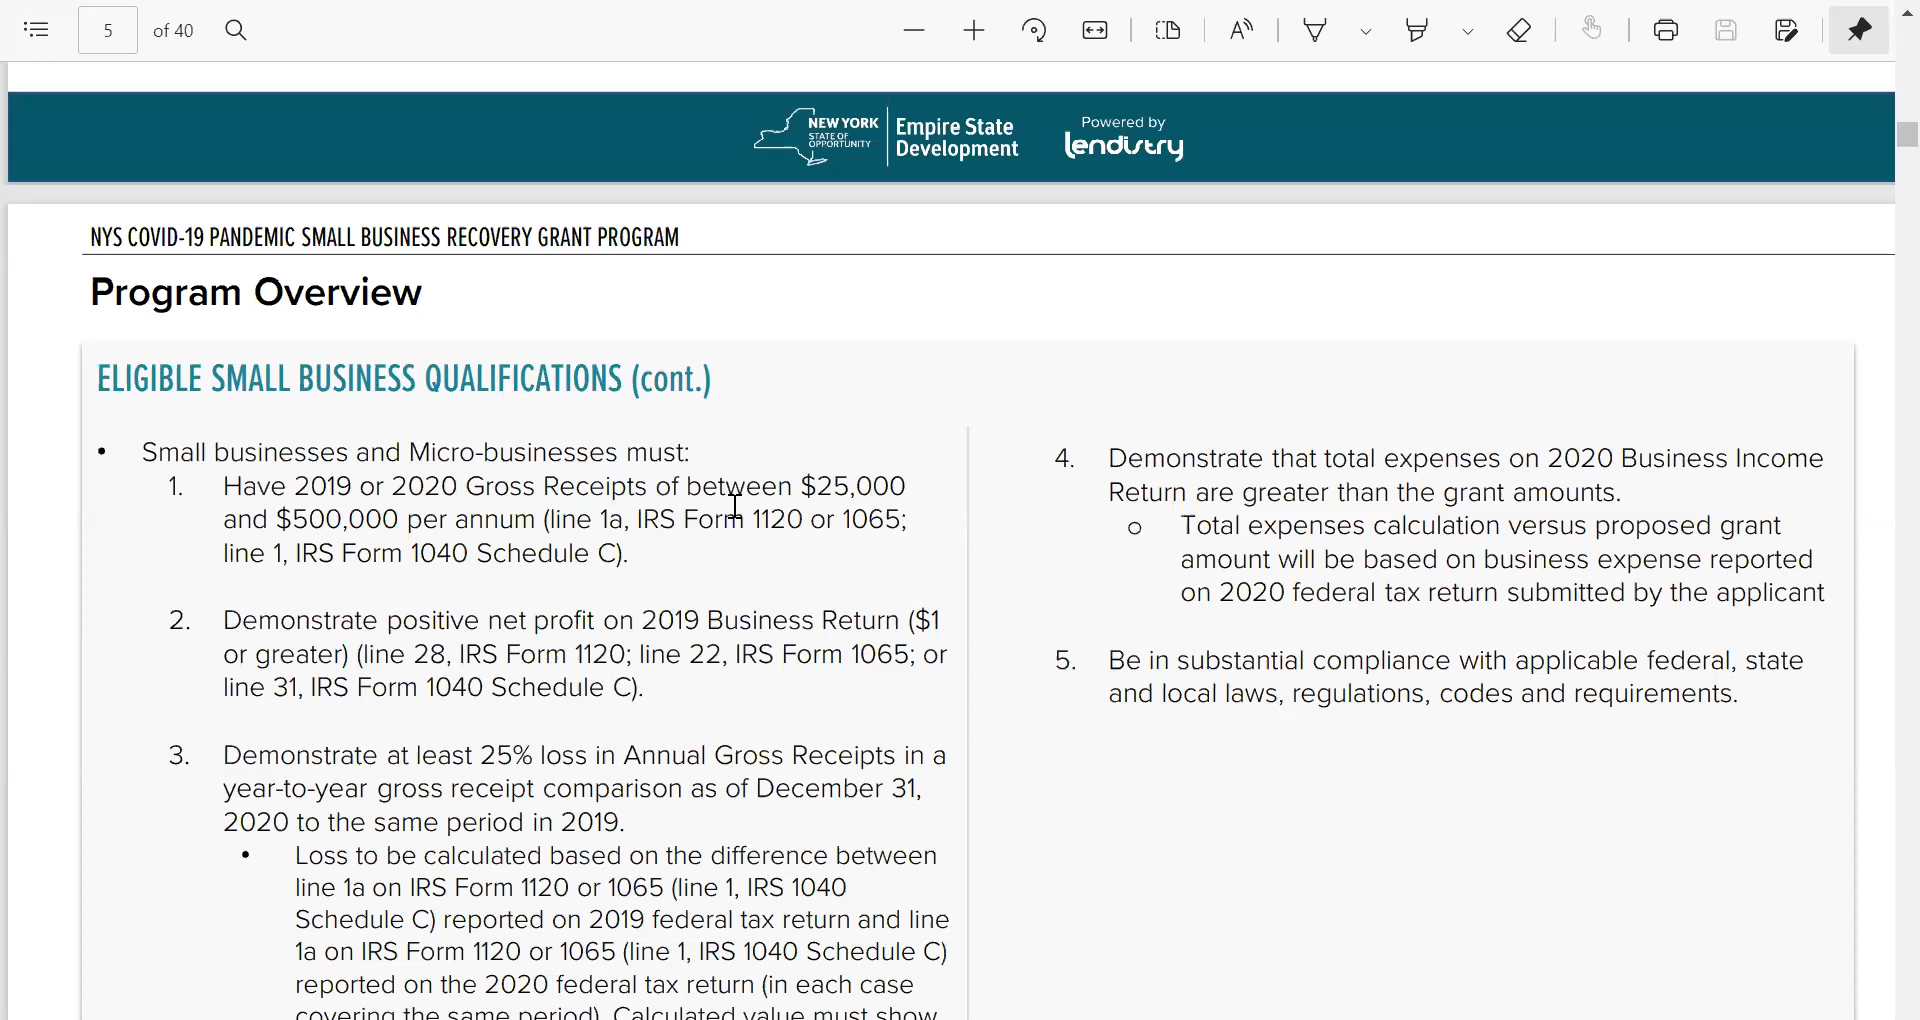 5 of 40
NEW YORK
STATE OF
OPPORTUNITY
Empire State
Development
Powered by
lendistry
NYS COVID-19 PANDEMIC SMALL BUSINESS RECOVERY GRANT PROGRAM
Program Overview
ELIGIBLE SMALL BUSINESS QUALIFICATIONS (cont.)
• Small businesses and Micro-businesses must:
1. Have 2019 or 2020 Gross Receipts of between $25,000
and $500,000 per annum (line 1a, IRS Form 1120 or 1065;
line 1, IRS Form 1040 Schedule C).
2. Demonstrate positive net profit on 2019 Business Return ($1
or greater) (line 28, IRS Form 1120; line 22, IRS Form 1065; or
line 31, IRS Form 1040 Schedule C).
3. Demonstrate at least 25% loss in Annual Gross Receipts in a
year-to-year gross receipt comparison as of December 31,
2020 to the same period in 2019.
• Loss to be calculated based on the difference between
line 1a on IRS Form 1120 or 1065 (line 1, IRS 1040
Schedule C) reported on 2019 federal tax return and line
1a on IRS Form 1120 or 1065 (line 1, IRS 1040 Schedule C)
reported on the 2020 federal tax return (in each case
covering the same period). Calculated value must show
4. Demonstrate that total expenses on 2020 Business Income
Return are greater than the grant amounts.
o Total expenses calculation versus proposed grant
amount will be based on business expense reported
on 2020 federal tax return submitted by the applicant
5. Be in substantial compliance with applicable federal, state
and local laws, regulations, codes and requirements.